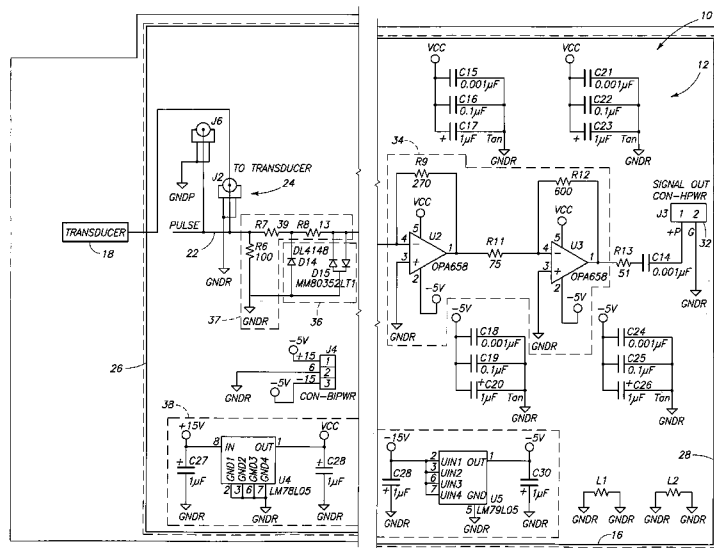 10
12
VCC
C15
0.001µF
C16
0.1µF
C17
+ 1µF Tan
GNDR
VCC
C21
0.001µF
C22
0.1µF
C23
+ 1µF Tan
GNDR
J6
GNDP
TO TRANSDUCER
J2
24
TRANSDUCER
18
PULSE
22
R7 39 R8 13
R6
100
DL4148
D14
D15
MM80352LT1
GNDR
37
GNDR
36
34
R9
270
VCC
5
4
U2
1
3
+
OPA658
2
-5V
GNDR
R11
75
R12
600
VCC
5
4
U3
1
3
+
OPA658
2
-5V
GNDR
R13
51
C14
0.001µF
SIGNAL OUT
CON-HPWR
J3 1 2
+P G
32
GNDR
-5V
C18
0.001µF
C19
0.1µF
+ C20
1µF Tan
GNDR
-5V
C24
0.001µF
C25
0.1µF
+ C26
1µF Tan
GNDR
26
-5V
+15
6
-15
-5V
J4
1
2
3
CON-BIPWR
GNDR
38
+15V
8
IN OUT
1
VCC
GND1
GND2
GMD3
GND4
U4
2 3 6 7
LM78L05
+ C27
1µF
GNDR
GNDR
+ C28
1µF
GNDR
-15V
2
3
6
7
UIN1 OUT
UIN2
UIN3
UIN4 GND
1
-5V
U5
5
LM79L05
C28
+ 1µF
GNDR
GNDR
C30
+ 1µF
GNDR
28
L1
GNDR GNDR
L2
GNDR GNDR
16